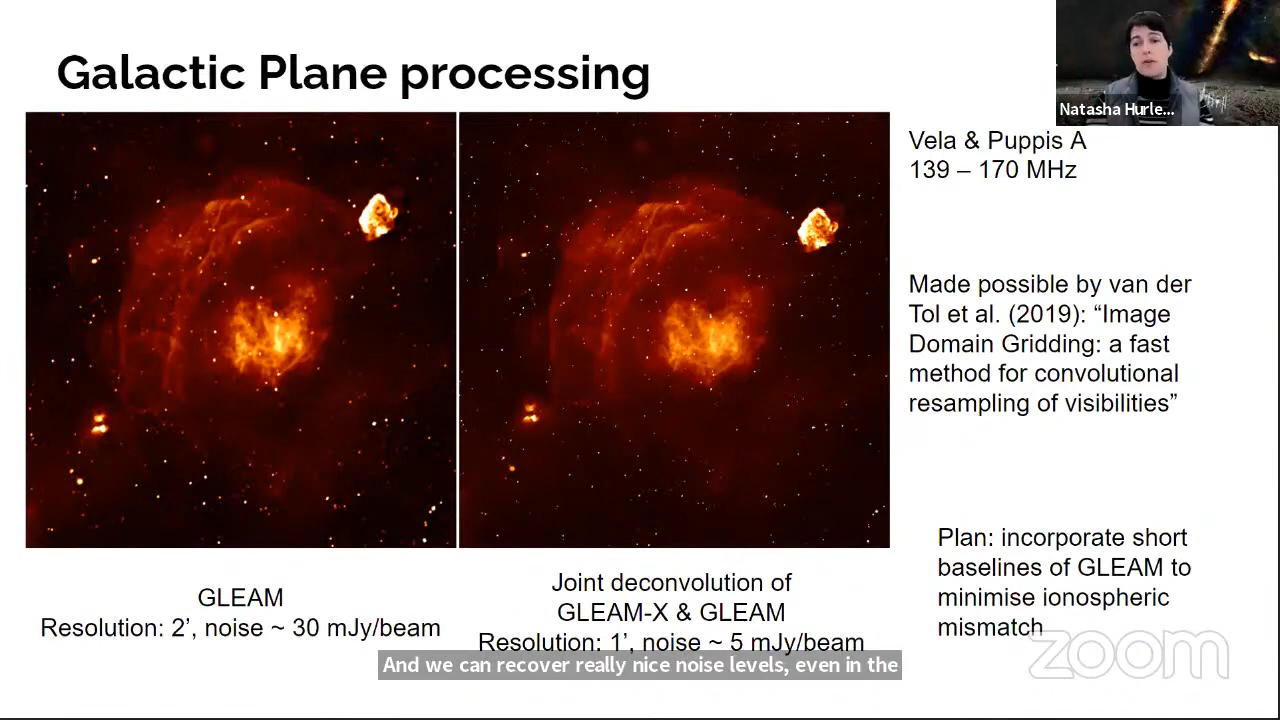 Galactic Plane processing
Natasha Hurle...
Vela & Puppis A
139 – 170 MHz
Made possible by van der
Tol et al. (2019): “Image
Domain Gridding: a fast
method for convolutional
resampling of visibilities”
Plan: incorporate short
baselines of GLEAM to
minimise ionospheric
mismatch
GLEAM
Resolution: 2’, noise ~ 30 mJy/beam
Joint deconvolution of
GLEAM-X & GLEAM
Resolution: 1’, noise ~ 5 mJy/beam
And we can recover really nice noise levels, even in the
zoom